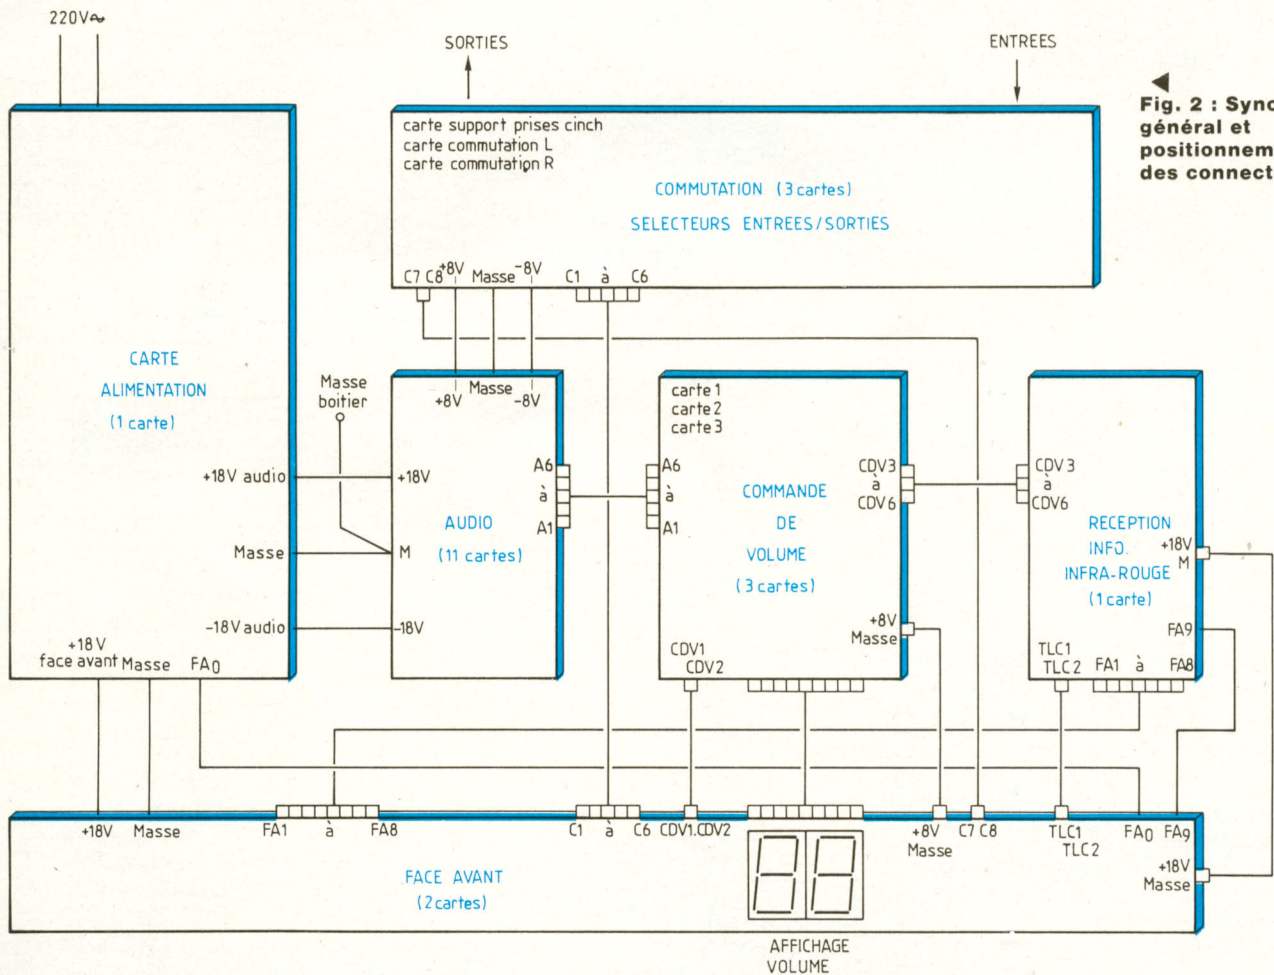 220V~
SORTIES
ENTREES
Fig. 2 :
général et
des
carte support prises cinch
carte commutation L
carte commutation R
COMMUTATION (3 cartes)
SELECTEURS ENTREES/SORTIES
C7 C8 +8V Masse -8V C1 à C6
CARTE
ALIMENTATION
(1 carte)
+18V audio
Masse
-18V audio
+18V
face avant Masse FA0
Masse
boitier
+8V Masse -8V
+18V
M
-18V
AUDIO
(11 cartes)
A6
à
A1
carte 1
carte 2
carte 3
A6
à
A1
COMMANDE
DE
VOLUME
(3 cartes)
CDV3
à
CDV6
+8V
Masse
CDV1
CDV2
CDV3
à
CDV6
RECEPTION
INFO.
INFRA-ROUGE
(1 carte)
+18V
M
FA9
TLC1
TLC2
FA1 à FA8
+18V Masse FA1 à FA8 C1 à C6 CDV1.CDV2 +8V C7 C8 TLC1 FA0 FA9
Masse TLC2
+18V
Masse
FACE AVANT
(2 cartes)
88
AFFICHAGE
VOLUME